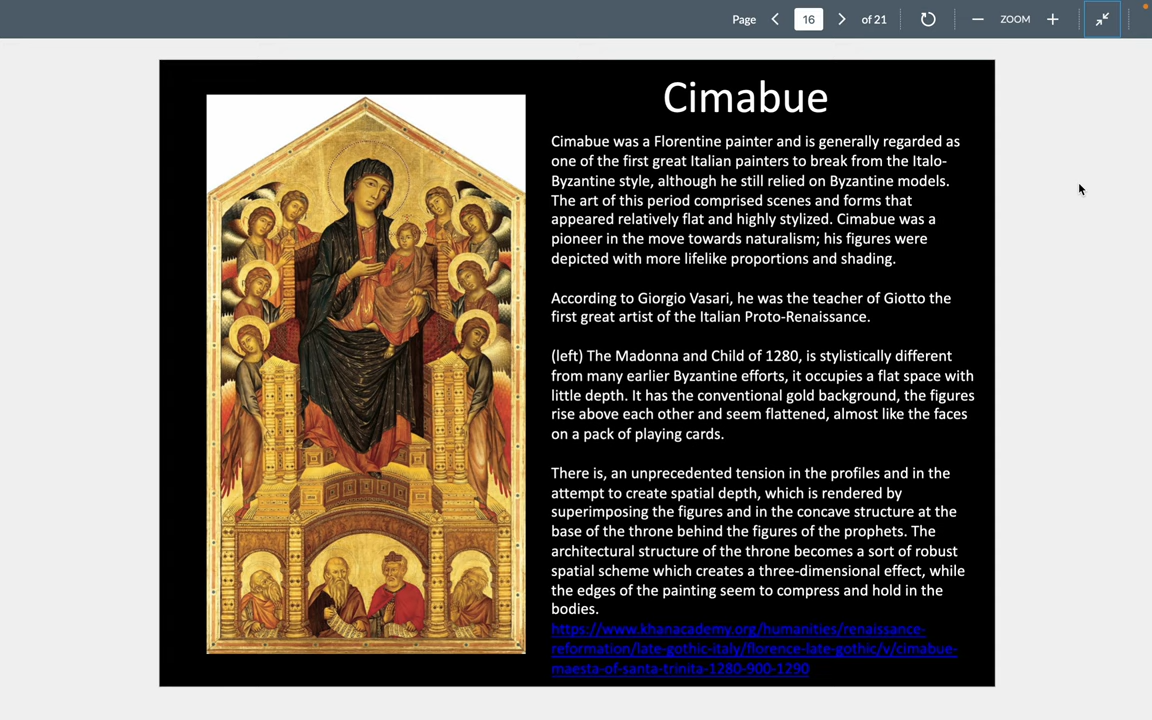 Page 16 of 21 ZOOM
Cimabue
Cimabue was a Florentine painter and is generally regarded as
one of the first great Italian painters to break from the Italo-
Byzantine style, although he still relied on Byzantine models.
The art of this period comprised scenes and forms that
appeared relatively flat and highly stylized. Cimabue was a
pioneer in the move towards naturalism; his figures were
depicted with more lifelike proportions and shading.
According to Giorgio Vasari, he was the teacher of Giotto the
first great artist of the Italian Proto-Renaissance.
(left) The Madonna and Child of 1280, is stylistically different
from many earlier Byzantine efforts, it occupies a flat space with
little depth. It has the conventional gold background, the figures
rise above each other and seem flattened, almost like the faces
on a pack of playing cards.
There is, an unprecedented tension in the profiles and in the
attempt to create spatial depth, which is rendered by
superimposing the figures and in the concave structure at the
base of the throne behind the figures of the prophets. The
architectural structure of the throne becomes a sort of robust
spatial scheme which creates a three-dimensional effect, while
the edges of the painting seem to compress and hold in the
bodies.
https://www.khanacademy.org/humanities/renaissance-
reformation/late-gothic-italy/florence-late-gothic/v/cimabue-
maesta-of-santa-trinita-1280-900-1290